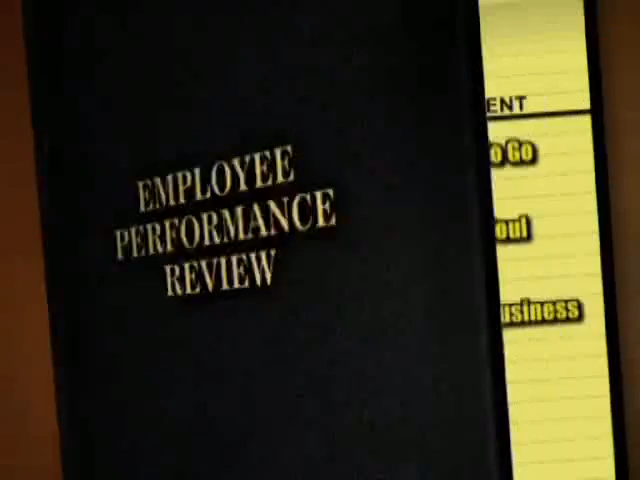 EMPLOYEE
PERFORMANCE
REVIEW
ENT
o Go
oul
usiness